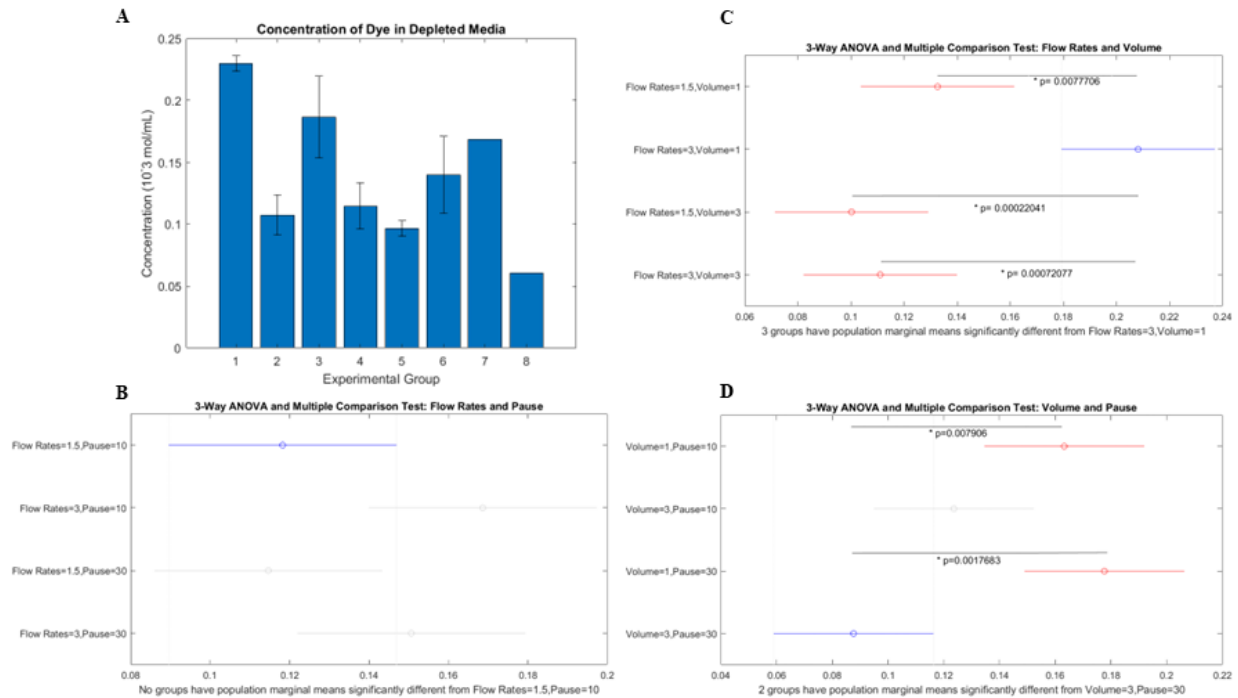 A
Concentration of Dye in Depleted Media
0.25
0.2
0.15
0.1
0.05
0
Concentration (10^-3 mol/mL)
1 2 3 4 5 6 7 8
Experimental Group
B
3-Way ANOVA and Multiple Comparison Test: Flow Rates and Pause
Flow Rates=1.5,Pause=10
Flow Rates=3,Pause=10
Flow Rates=1.5,Pause=30
Flow Rates=3,Pause=30
0.08 0.1 0.12 0.14 0.16 0.18 0.2
No groups have population marginal means significantly different from Flow Rates=1.5,Pause=10
C
3-Way ANOVA and Multiple Comparison Test: Flow Rates and Volume
Flow Rates=1.5,Volume=1
* p= 0.0077706
Flow Rates=3,Volume=1
Flow Rates=1.5,Volume=3
* p= 0.00022041
Flow Rates=3,Volume=3
* p= 0.00072077
0.06 0.08 0.1 0.12 0.14 0.16 0.18 0.2 0.22 0.24
3 groups have population marginal means significantly different from Flow Rates=3,Volume=1
D
3-Way ANOVA and Multiple Comparison Test: Volume and Pause
* p=0.007906
Volume=1,Pause=10
Volume=3,Pause=10
* p=0.0017683
Volume=1,Pause=30
Volume=3,Pause=30
0.04 0.06 0.08 0.1 0.12 0.14 0.16 0.18 0.2 0.22
2 groups have population marginal means significantly different from Volume=3,Pause=30